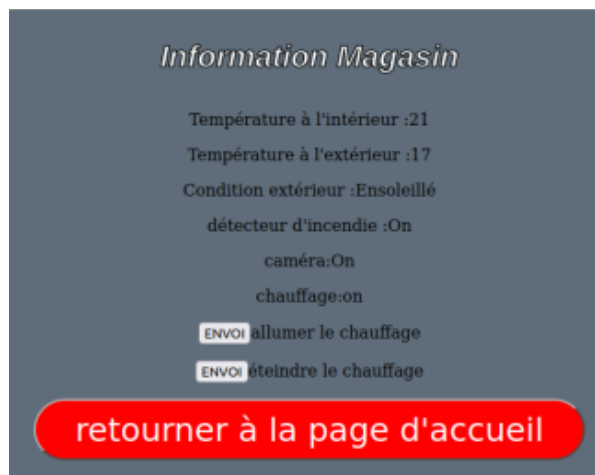 Information Magasin
Température à l'intérieur :21
Température à l'extérieur :17
Condition extérieur :Ensoleillé
détecteur d'incendie :On
caméra:On
chauffage:on
ENVOI allumer le chauffage
ENVOI éteindre le chauffage
retourner à la page d'accueil